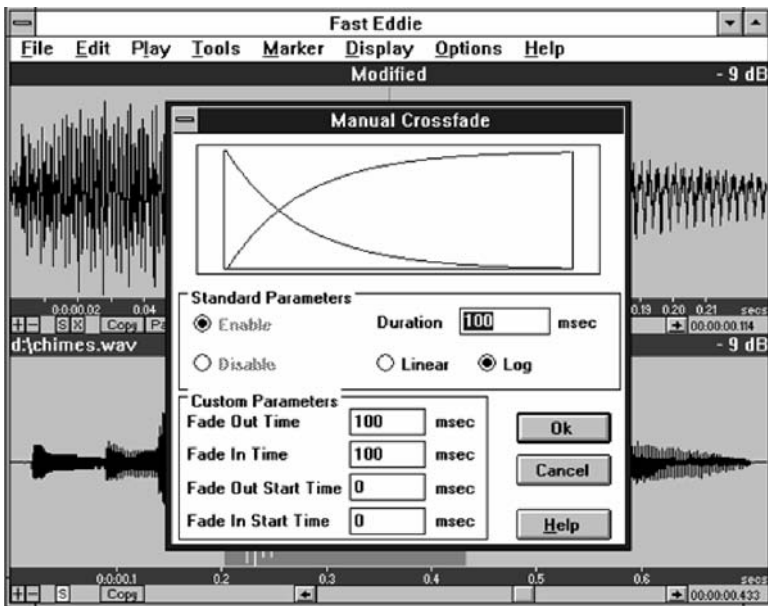 Fast Eddie
File Edit Play Tools Marker Display Options Help
Modified - 9 dB
Manual Crossfade
Standard Parameters
Enable Duration 100 msec
Disable Linear Log
Custom Parameters
Fade Out Time 100 msec
Fade In Time 100 msec
Fade Out Start Time 0 msec
Fade In Start Time 0 msec
Ok
Cancel
Help
0:0:00.02 0.04 0.19 0.20 0.21 secs
S X Copy 00:00:00.114
d:\chimes.wav - 9 dB
0:0:00.1 0.2 0.3 0.4 0.5 0.6 secs
S Copy 00:00:00.433